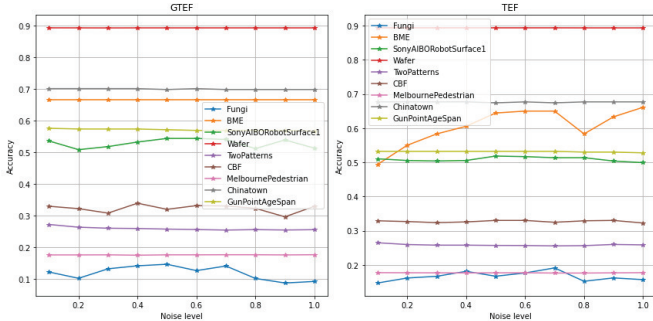 GTEF
Accuracy
0.9
0.8
0.7
0.6
0.5
0.4
0.3
0.2
0.1
Fungi
BME
SonyAIBORobotSurface1
Wafer
TwoPatterns
CBF
MelbournePedestrian
Chinatown
GunPointAgeSpan
0.2 0.4 0.6 0.8 1.0
Noise level
TEF
Accuracy
0.9
0.8
0.7
0.6
0.5
0.4
0.3
0.2
Fungi
BME
SonyAIBORobotSurface1
Wafer
TwoPatterns
CBF
MelbournePedestrian
Chinatown
GunPointAgeSpan
0.2 0.4 0.6 0.8 1.0
Noise level